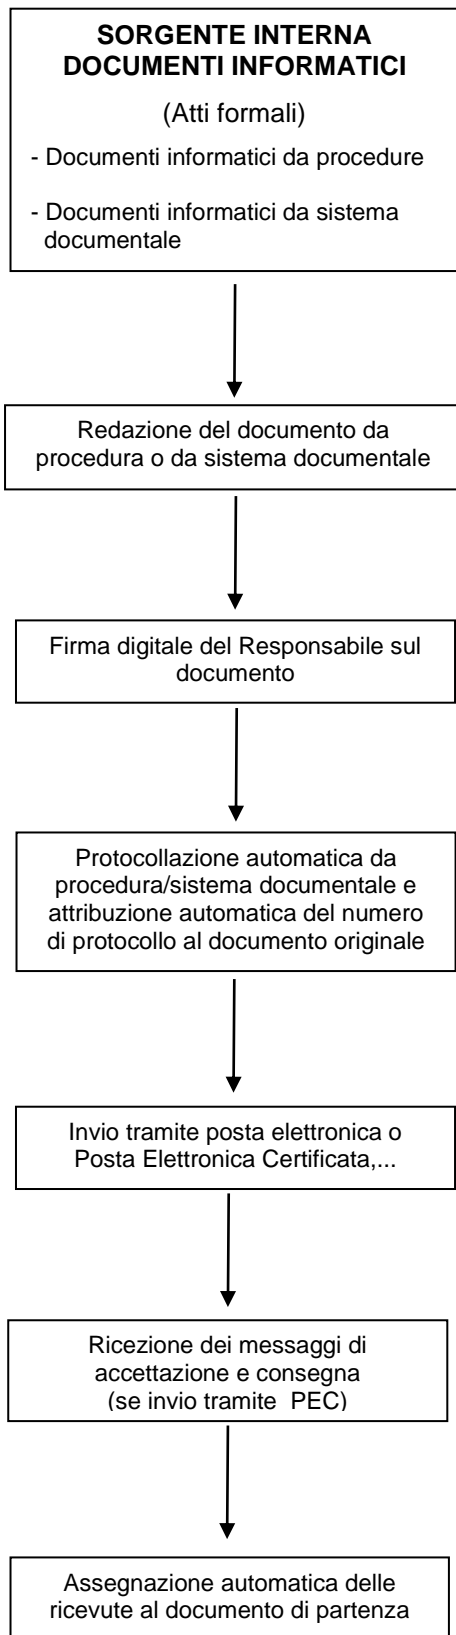 SORGENTE INTERNA
DOCUMENTI INFORMATICI
(Atti formali)
- Documenti informatici da procedure
- Documenti informatici da sistema
documentale
Redazione del documento da
procedura o da sistema documentale
Firma digitale del Responsabile sul
documento
Protocollazione automatica da
procedura/sistema documentale e
attribuzione automatica del numero
di protocollo al documento originale
Invio tramite posta elettronica o
Posta Elettronica Certificata,...
Ricezione dei messaggi di
accettazione e consegna
(se invio tramite PEC)
Assegnazione automatica delle
ricevute al documento di partenza